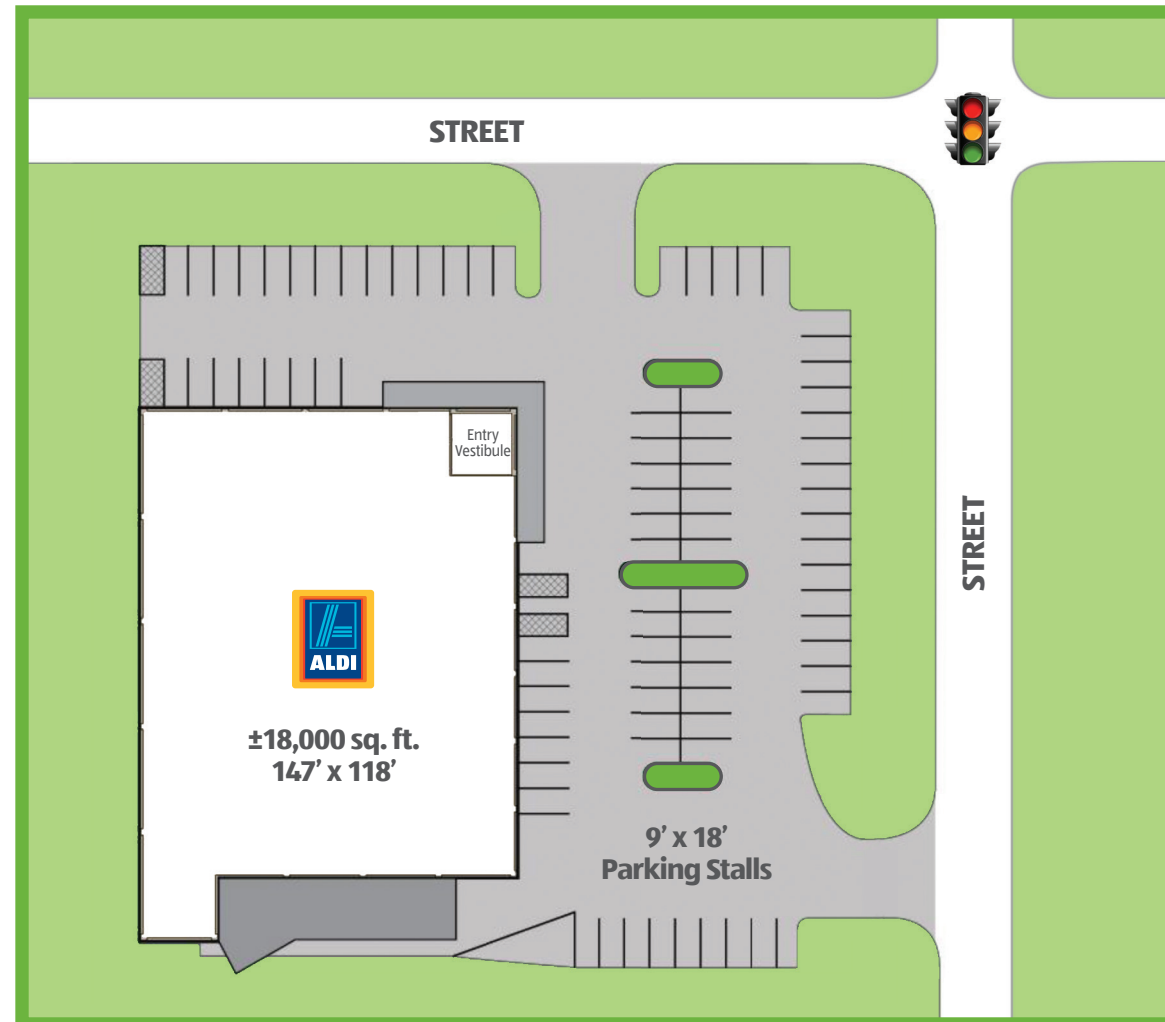 STREET
Entry
Vestibule
STREET
ALDI
±18,000 sq. ft.
147’ x 118’
9’ x 18’
Parking Stalls